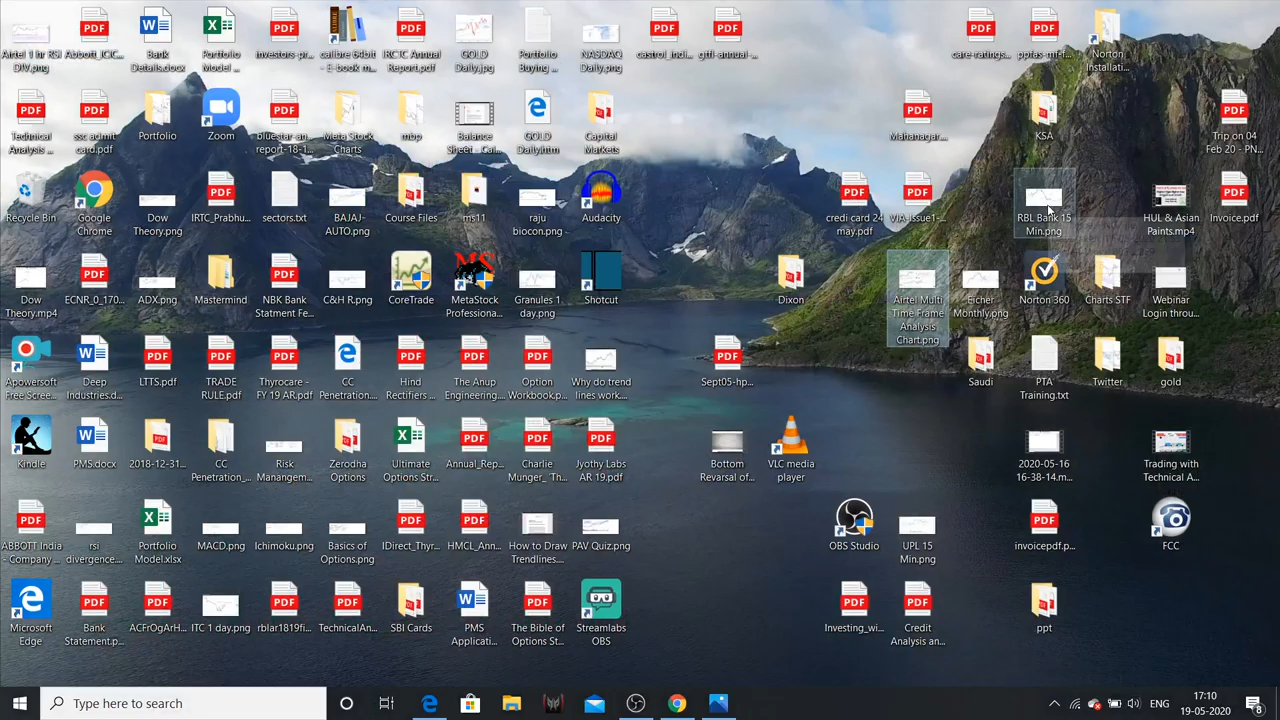 Airtel 1 hr RSI
DIV.png
Abbott_ICIC...
Bank
Details.docx
Portfolio
Model ...
investors-pr...
calibre 64bit
- E-book m...
IRCTC Annual
Report.pdf
GOLD
Daily.jpg
Portfolio
Buying ...
NASDAQ
Daily.png
castrol_indi...
gtfl-annual-...
care-ratings...
ppfas-mf-f...
Norton
Installati...
Technical
Analysis ...
ssc admit
card.pdf
Portfolio
Zoom
bluestar-an...
report-18-1...
Meta Stock
Charts
mbp
Balance
Sheet_-Cal...
GOLD
Daily.htm
Capital
Markets
Mahanagar...
KSA
Trip on 04
Feb 20 - PN...
Recycle Bin
Google
Chrome
Dow
Theory.png
IRTC_Prabhu...
sectors.txt
BAJAJ-
AUTO.png
Course Files
ms11
raju
biocon.png
Audacity
credi card 24
may.pdf
VIA-Issue1-...
RBL Bank 15
Min.png
HUL & Asian
Paints.mp4
Invoice.pdf
Dow
Theory.mp4
ECNR_0_170...
ADX.png
Mastermind
NBK Bank
Statment Fe...
C&H R.png
CoreTrade
MetaStock
Professiona...
Granules 1
day.png
Shotcut
Dixon
Airtel Multi
Time Frame
Analysis
Chart.png
Eicher
Monthly.png
Norton 360
Charts STF
Webinar
Login throu...
Apowersoft
Free Scree...
Deep
Industries.d...
LTTS.pdf
TRADE
RULE.pdf
Thyrocare -
FY 19 AR.pdf
CC
Penetration....
Hind
Rectifiers ...
The Anup
Engineering...
Option
Workbook.p...
Why do trend
lines work....
Sept05-hp...
Saudi
PTA
Training.txt
Twitter
gold
Kindle
PMS.docx
2018-12-31...
CC
Penetration_...
Risk
Manangem...
Zerodha
Options
Ultimate
Options Str...
Annual_Rep...
Charlie
Munger_ 'Th...
Jyothy Labs
AR 19.pdf
Bottom
Revarsal of...
VLC media
player
2020-05-16
16-38-14.m...
Trading with
Technical A...
ABBOTT India
- Company ...
rsi
divergence...
Portfolio
Model.xlsx
MACD.png
Ichimoku.png
Basics of
Options.png
IDirect_Thyr...
HMCL_Ann...
How to Draw
Trendlines....
PAV Quiz.png
OBS Studio
UPL 15
Min.png
invoicepdf.p...
FCC
Microsoft
Edge
Bank
Statement.p...
ACFrOgArH...
ITC 1 day.png
rblar1819fi...
TechnicalAn...
SBI Cards
PMS
Applicati...
The Bible of
Options St...
Streamlabs
OBS
Investing_wi...
Credit
Analysis an...
ppt
Type here to search
ENG
17:10
19-05-2020
8